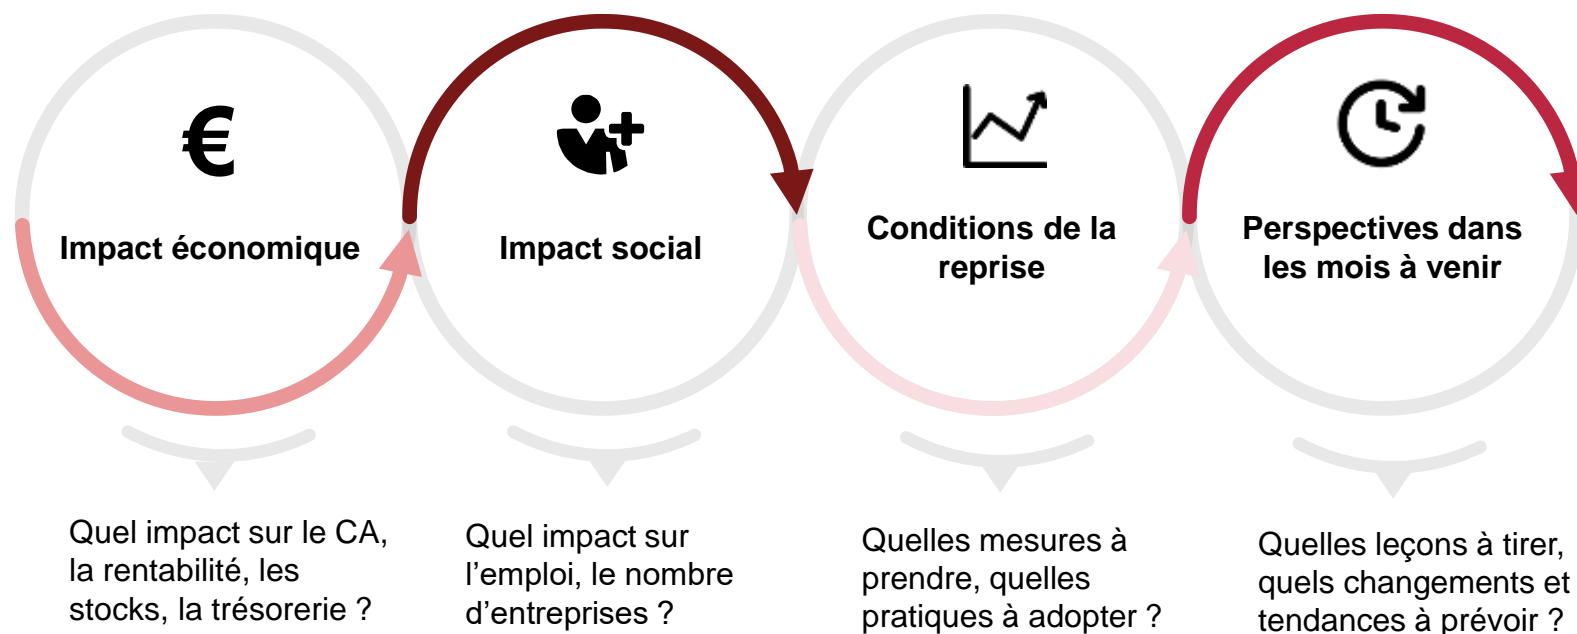 €
Impact économique
Quel impact sur le CA,
la rentabilité, les
stocks, la trésorerie ?
Impact social
Quel impact sur
l’emploi, le nombre
d’entreprises ?
Conditions de la
reprise
Quelles mesures à
prendre, quelles
pratiques à adopter ?
Perspectives dans
les mois à venir
Quelles leçons à tirer,
quels changements et
tendances à prévoir ?